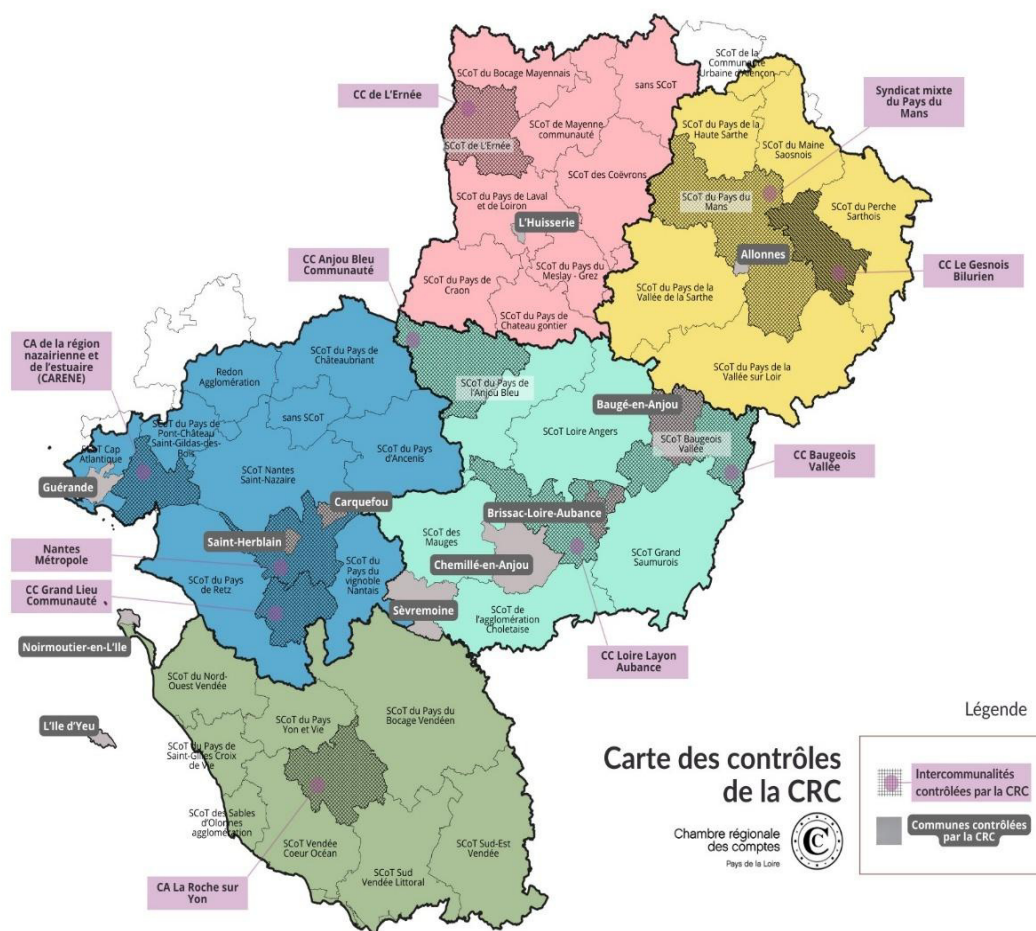 SCoT de
la
Communauté
Urbaine d'Alençon
SCoT du Bocage Mayennais
sans SCoT
CC de L'Ernée
Syndicat mixte
du Pays du
Mans
SCoT de Mayenne
communauté
SCoT du Pays de la
Haute Sarthe
SCoT du Maine
Saosnois
SCoT de L'Ernée
SCoT des Coëvrons
SCoT du Pays de Laval
et de Loiron
SCoT du Pays du
Mans
SCoT du Perche
Sarthois
L'Huisserie
Allonnes
CC Anjou Bleu
Communauté
SCoT du Pays de
Craon
SCoT du Pays du
Meslay - Grez
SCoT du Pays de la
Vallée de la Sarthe
CC Le Gesnois
Bilurien
SCoT du Pays de
Chateau gontier
CA de la région
nazairienne et
de l'estuaire
(CARENE)
SCoT du Pays de
Châteaubriant
Redon
Agglomération
SCoT du Pays de
l'Anjou Bleu
SCoT du Pays de la
Vallée sur Loir
Baugé-en-Anjou
sans SCoT
SCoT du Pays de
Pont-Château
Saint-Gildas-des-
Bois
SCoT Loire Angers
SCoT Baugeois
Vallée
SCoT Cap
Atlantique
SCoT du Pays
d'Ancenis
CC Baugeois
Vallée
SCoT Nantes
Saint-Nazaire
Guérande
Carquefou
Brissac-Loire-Aubance
Saint-Herblain
SCoT des
Mauges
Nantes
Métropole
SCoT du
Pays du
vignoble
Nantais
Chemillé-en-Anjou
SCoT Grand
Saumurois
SCoT du Pays
de Retz
CC Grand Lieu
Communauté
Sèvremoine
SCoT de
l'agglomération
Choletaise
Noirmoutier-en-L'Ile
CC Loire Layon
Aubance
SCoT du Nord-
Ouest Vendée
SCoT du Pays
Yon et Vie
SCoT du Pays du
Bocage Vendéen
L'Ile d'Yeu
SCoT du Pays de
Saint-Gilles Croix
de Vie
SCoT des Sables
d'Olonnes
agglomération
SCoT Vendée
Coeur Océan
SCoT Sud-Est
Vendée
SCoT Sud
Vendée Littoral
CA La Roche sur
Yon
Légende
Carte des contrôles
de la CRC
Chambre régionale
des comptes
Pays de la Loire
Intercommunalités
contrôlées par la CRC
Communes contrôlées
par la CRC